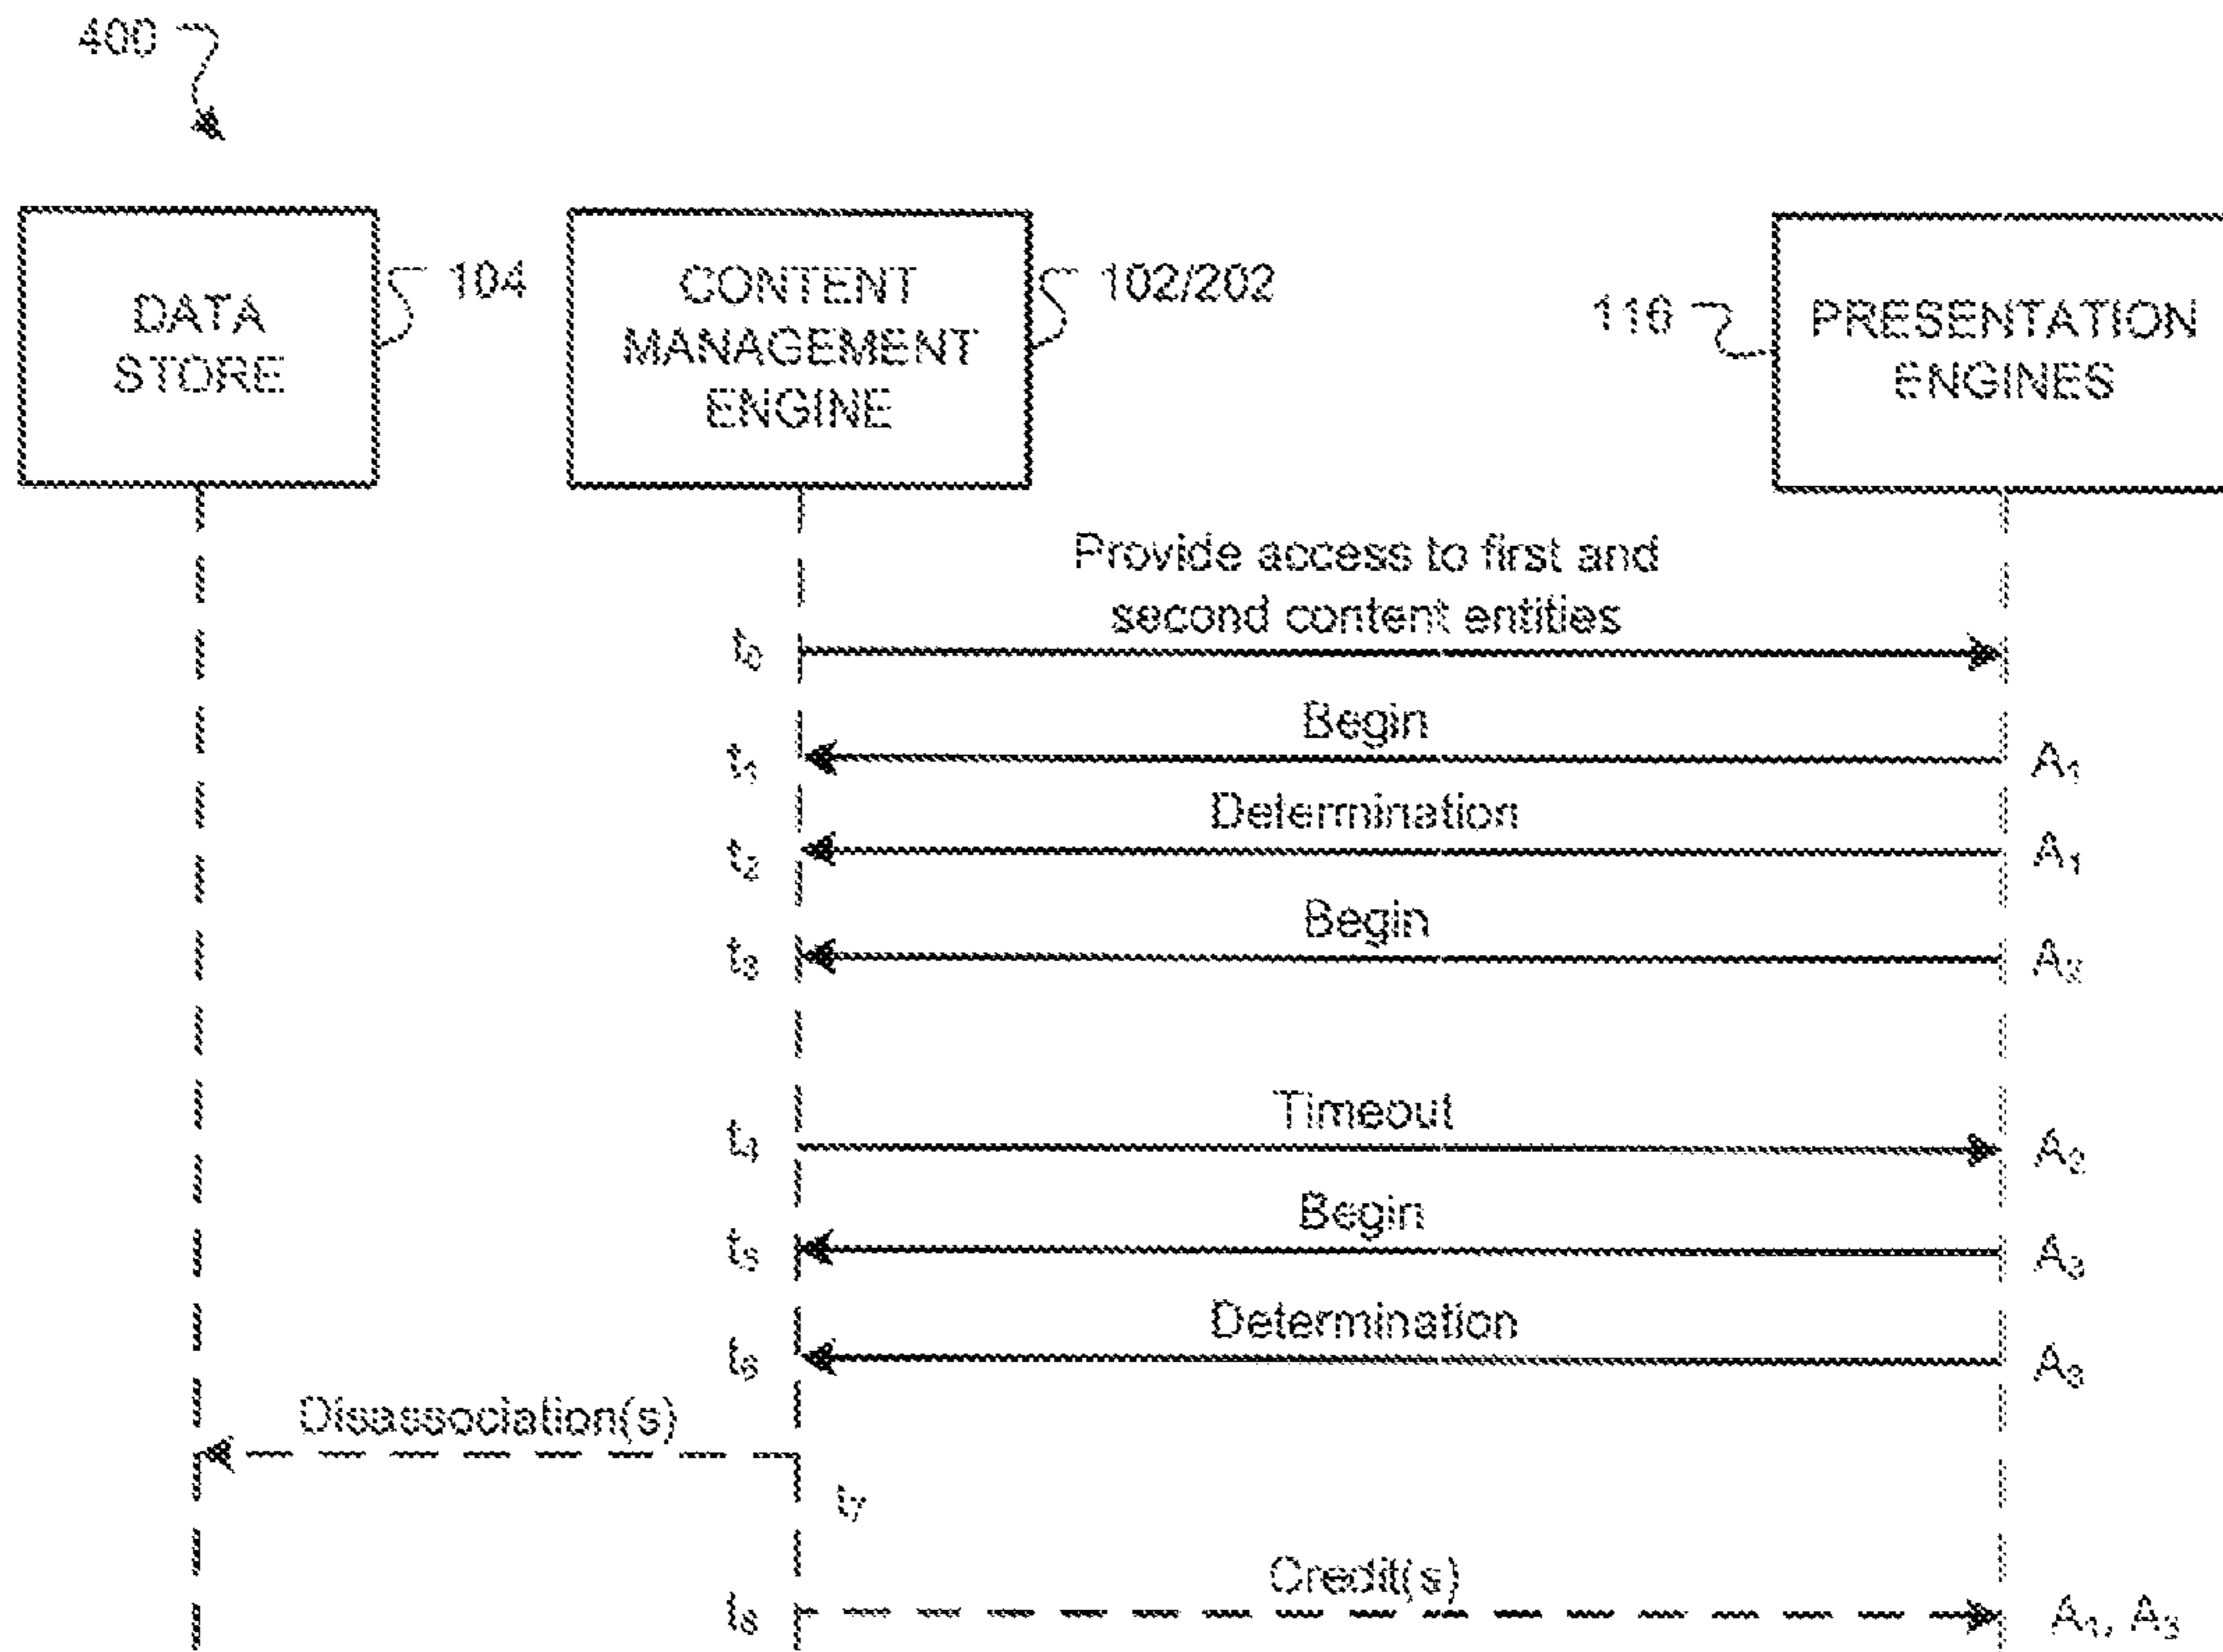 400
DATA
STORE
104
CONTENT
MANAGEMENT
ENGINE
102/202
116
PRESENTATION
ENGINES
Provide access to first and
second content entities
t₀
Begin
t₁ A₁
Determination
t₂ A₁
Begin
t₃ A₂
Timeout
t₄ A₂
Begin
t₅ A₃
Determination
t₆ A₃
Disassociation(s)
t₇
Credit(s)
t₈ A₁, A₃